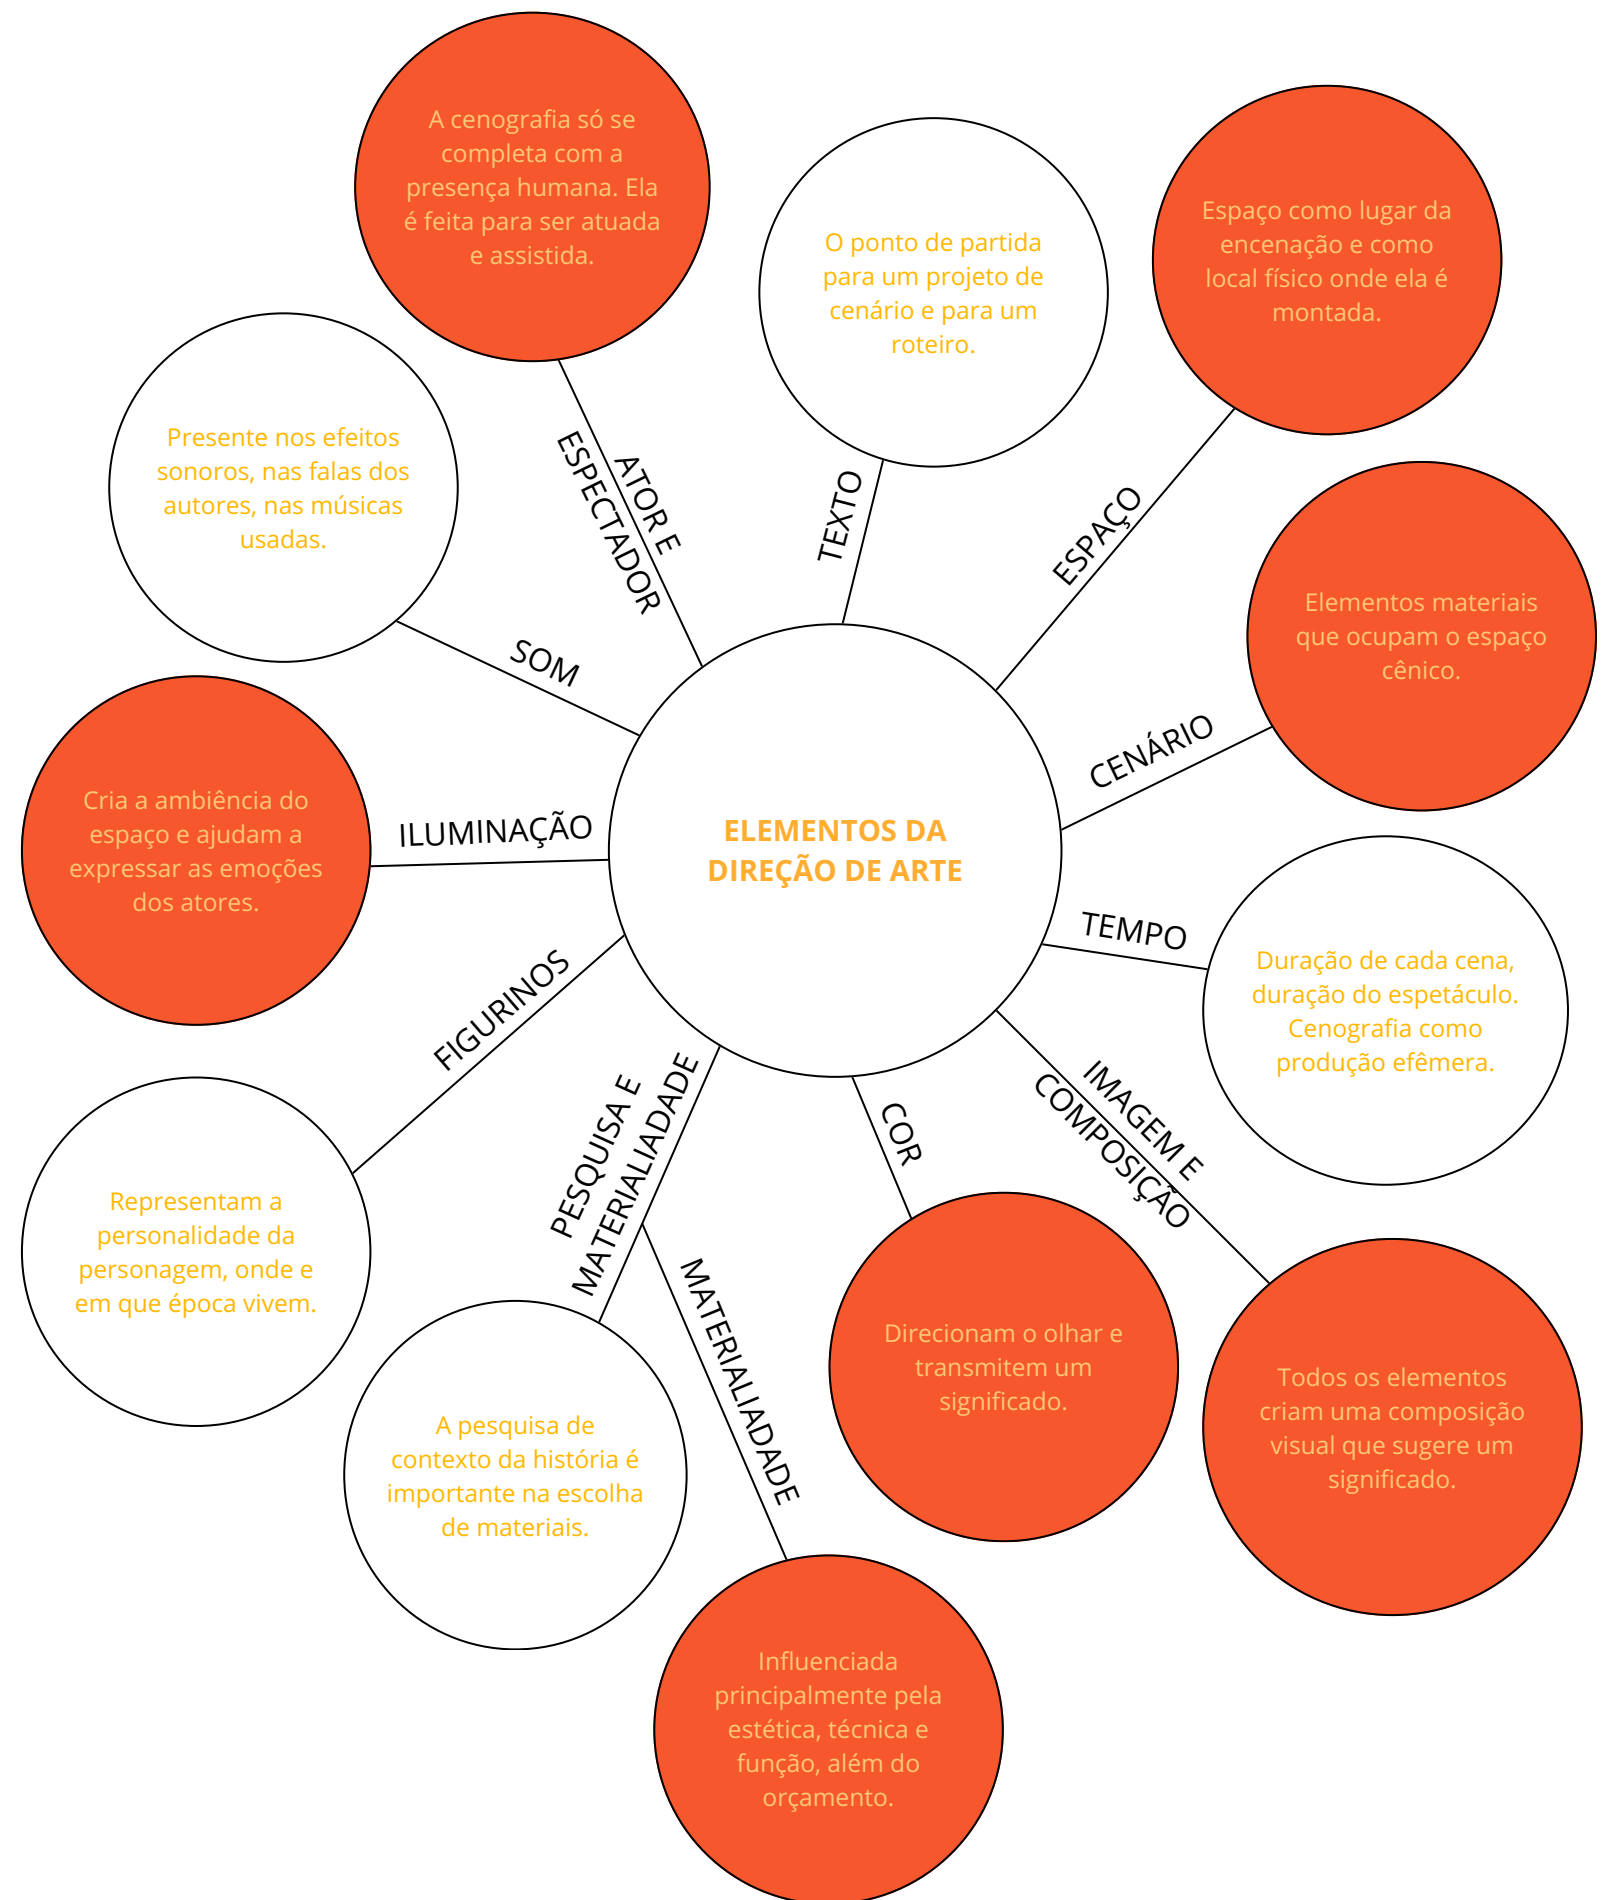 A cenografia só se
completa com a
presença humana. Ela
é feita para ser atuada
e assistida.
O ponto de partida
para um projeto de
cenário e para um
roteiro.
Espaço como lugar da
encenação e como
local físico onde ela é
montada.
Presente nos efeitos
sonoros, nas falas dos
autores, nas músicas
usadas.
ATOR E
ESPECTADOR
TEXTO
ESPAÇO
Elementos materiais
que ocupam o espaço
cênico.
SOM
CENÁRIO
Cria a ambiência do
espaço e ajudam a
expressar as emoções
dos atores.
ILUMINAÇÃO
ELEMENTOS DA
DIREÇÃO DE ARTE
TEMPO
Duração de cada cena,
duração do espetáculo.
Cenografia como
produção efêmera.
FIGURINOS
Representam a
personalidade da
personagem, onde e
em que época vivem.
PESQUISA E
MATERIALIADADE
COR
IMAGEM E
COMPOSIÇÃO
A pesquisa de
contexto da história é
importante na escolha
de materiais.
MATERIALIADADE
Direcionam o olhar e
transmitem um
significado.
Todos os elementos
criam uma composição
visual que sugere um
significado.
Influenciada
principalmente pela
estética, técnica e
função, além do
orçamento.